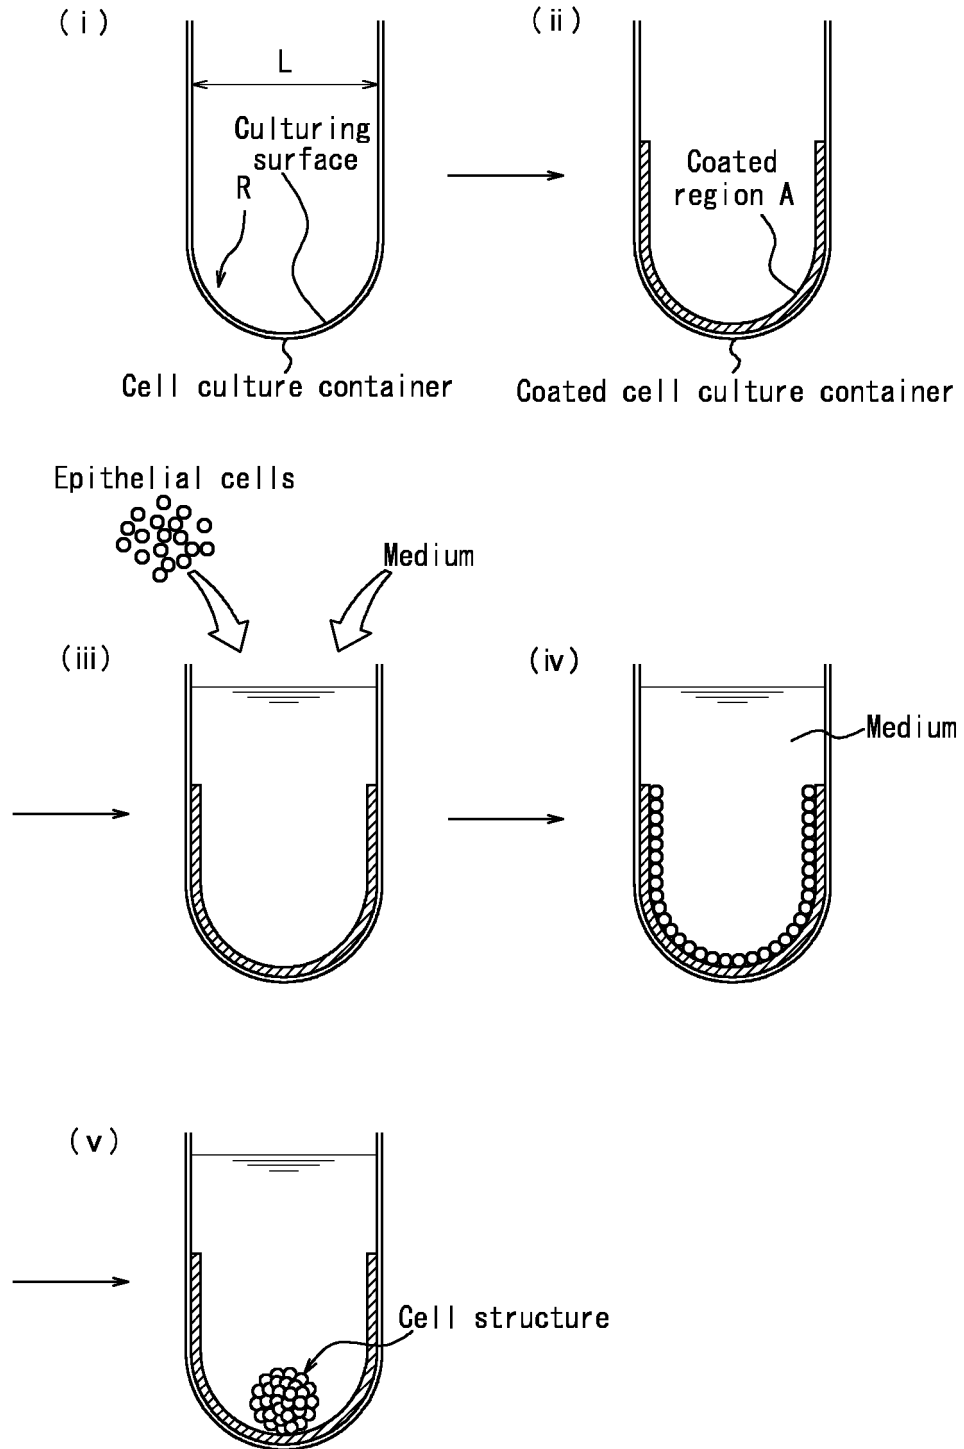 (i)
L
Culturing
surface
R
Cell culture container
(ii)
Coated
region A
Coated cell culture container
Epithelial cells
Medium
(iii)
(iv)
Medium
(v)
Cell structure